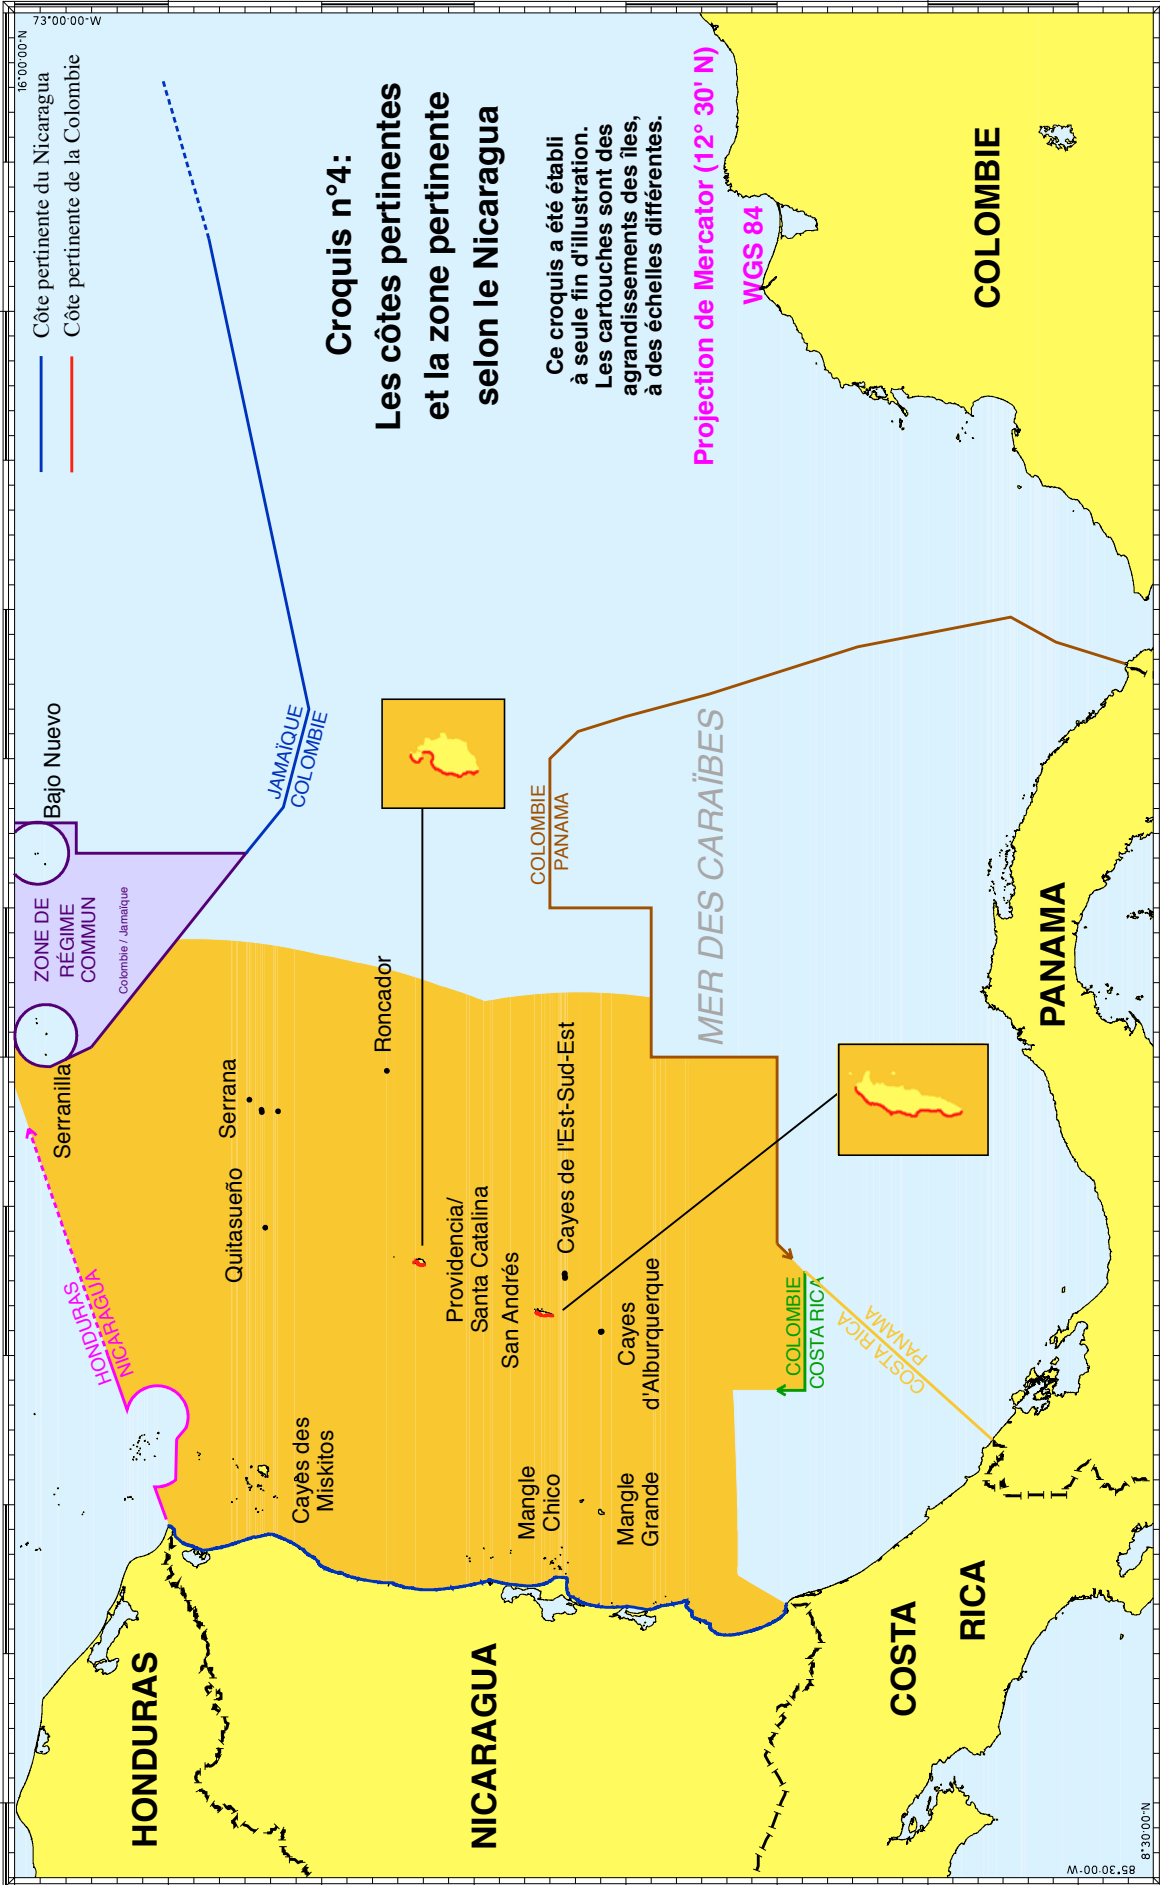 16°00'00"N
73°00'00"W
Côte pertinente du Nicaragua
Côte pertinente de la Colombie
Croquis n°4:
Les côtes pertinentes
et la zone pertinente
selon le Nicaragua
Ce croquis a été établi
à seule fin d'illustration.
Les cartouches sont des
agrandissements des îles,
à des échelles différentes.
Projection de Mercator (12° 30' N)
WGS 84
COLOMBIE
Bajo Nuevo
ZONE DE
RÉGIME
COMMUN
Colombie / Jamaïque
Serranilla
JAMAÏQUE
COLOMBIE
HONDURAS
NICARAGUA
Serrana
Quitasueño
Roncador
Providencia/
Santa Catalina
San Andrés
Cayes de l'Est-Sud-Est
Cayes
d'Alburquerque
Cayes des
Miskitos
Mangle
Chico
Mangle
Grande
COLOMBIE
PANAMA
MER DES CARAÏBES
COLOMBIE
COSTA RICA
COSTA RICA
PANAMA
HONDURAS
NICARAGUA
COSTA
RICA
PANAMA
85°30'00"W
8°30'00"N